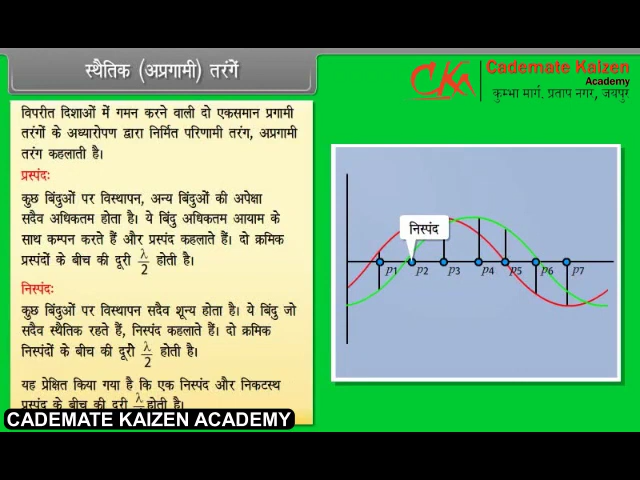 स्थैतिक (अप्रगामी) तरंगें
CKA
Cademate Kaizen
Academy
कुम्भा मार्ग. प्रताप नगर, जयपुर
विपरीत दिशाओं में गमन करने वाली दो एकसमान प्रगामी
तरंगों के अध्यारोपण द्वारा निर्मित परिणामी तरंग, अप्रगामी
तरंग कहलाती है।
प्रस्पंदः
कुछ बिंदुओं पर विस्थापन, अन्य बिंदुओं की अपेक्षा
सदैव अधिकतम होता है। ये बिंदु अधिकतम आयाम के
साथ कम्पन करते हैं और प्रस्पंद कहलाते हैं। दो क्रमिक
प्रस्पंदों के बीच की दूरी λ/2 होती है।
निस्पंदः
कुछ बिंदुओं पर विस्थापन सदैव शून्य होता है। ये बिंदु जो
सदैव स्थैतिक रहते हैं, निस्पंद कहलाते हैं। दो क्रमिक
निस्पंदों के बीच की दूरी λ/2 होती है।
यह प्रेक्षित किया गया है कि एक निस्पंद और निकटस्थ
प्रस्पंद के बीच की दूरी λ होती है।
CADEMATE KAIZEN ACADEMY
निस्पंद
p1 p2 p3 p4 p5 p6 p7